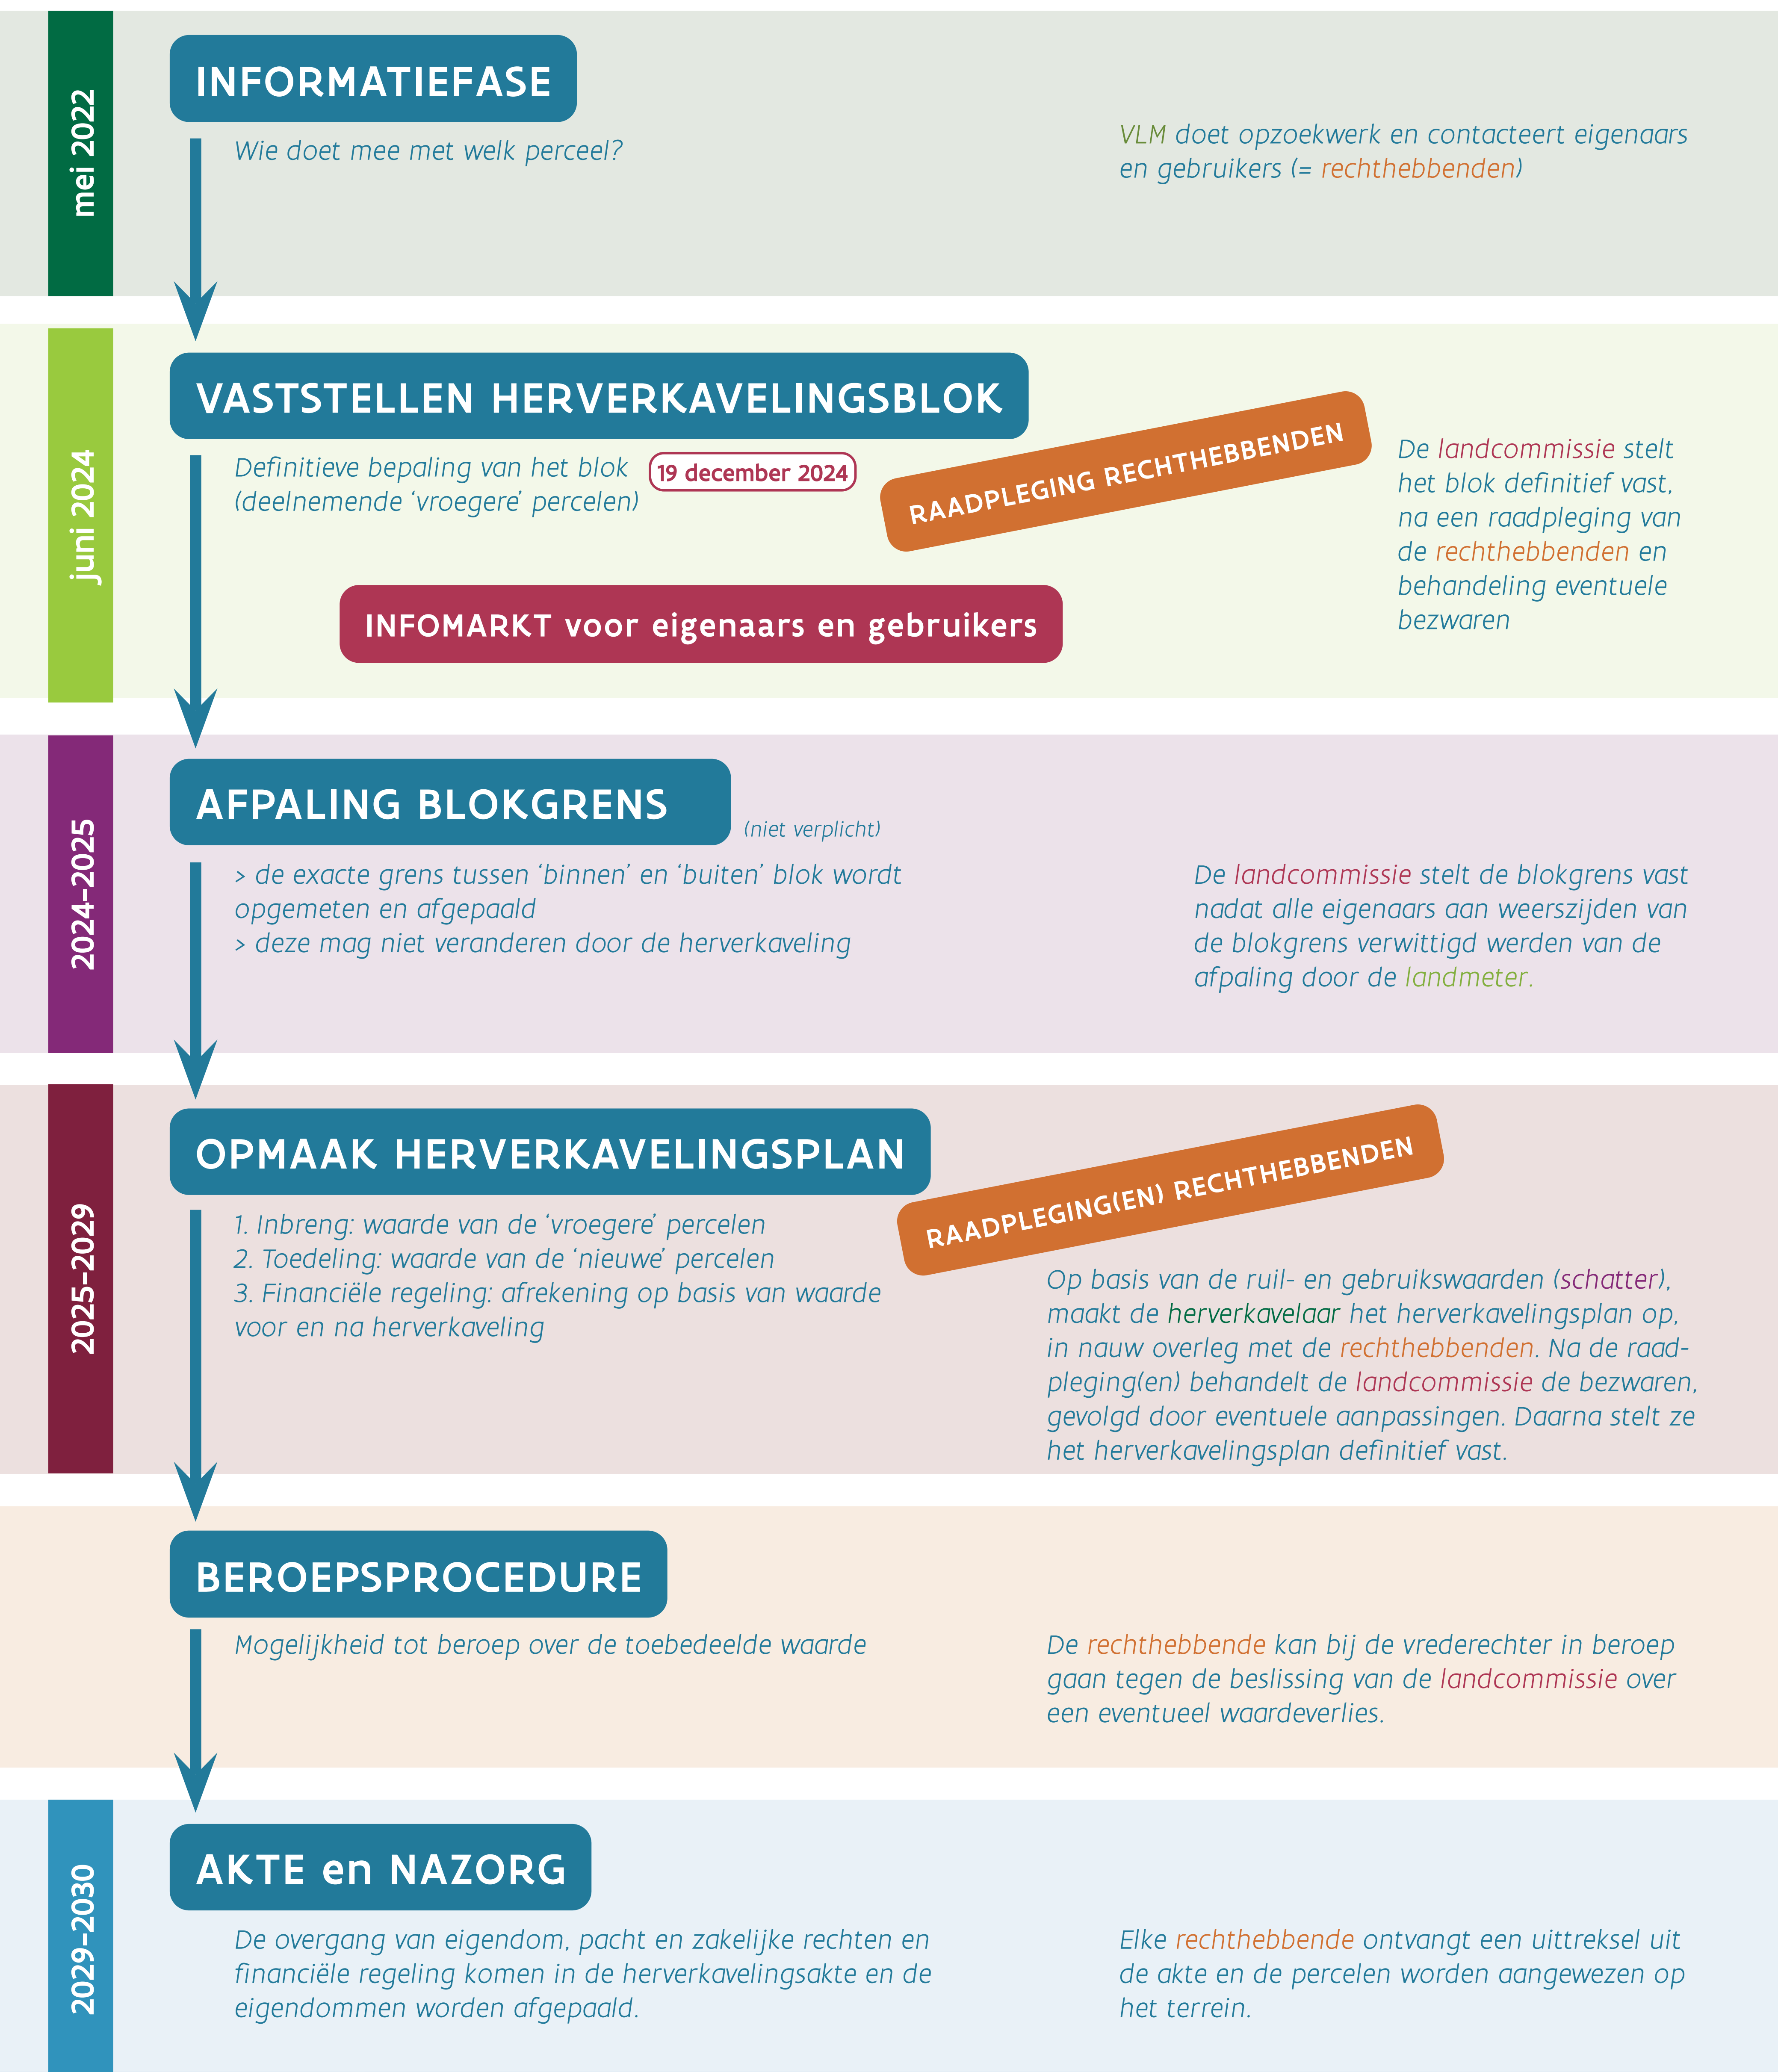 mei 2022
INFORMATIEFASE
Wie doet mee met welk perceel?
VLM doet opzoekwerk en contacteert eigenaars
en gebruikers (= rechthebbenden)
juni 2024
VASTSTELLEN HERVERKAVELINGSBLOK
Definitieve bepaling van het blok
(deelnemende ‘vroegere’ percelen)
19 december 2024
RAADPLEGING RECHTHEBBENDEN
INFOMARKT voor eigenaars en gebruikers
De landcommissie stelt
het blok definitief vast,
na een raadpleging van
de rechthebbenden en
behandeling eventuele
bezwaren
2024-2025
AFPALING BLOKGRENS
(niet verplicht)
> de exacte grens tussen ‘binnen’ en ‘buiten’ blok wordt
opgemeten en afgepaald
> deze mag niet veranderen door de herverkaveling
De landcommissie stelt de blokgrens vast
nadat alle eigenaars aan weerszijden van
de blokgrens verwittigd werden van de
afpaling door de landmeter.
2025-2029
OPMAAK HERVERKAVELINGSPLAN
RAADPLEGING(EN) RECHTHEBBENDEN
1. Inbreng: waarde van de ‘vroegere’ percelen
2. Toedeling: waarde van de ‘nieuwe’ percelen
3. Financiële regeling: afrekening op basis van waarde
voor en na herverkaveling
Op basis van de ruil- en gebruikswaarden (schatter),
maakt de herverkavelaar het herverkavelingsplan op,
in nauw overleg met de rechthebbenden. Na de raad-
pleging(en) behandelt de landcommissie de bezwaren,
gevolgd door eventuele aanpassingen. Daarna stelt ze
het herverkavelingsplan definitief vast.
BEROEPSPROCEDURE
Mogelijkheid tot beroep over de toebedeelde waarde
De rechthebbende kan bij de vrederechter in beroep
gaan tegen de beslissing van de landcommissie over
een eventueel waardeverlies.
2029-2030
AKTE en NAZORG
De overgang van eigendom, pacht en zakelijke rechten en
financiële regeling komen in de herverkavelingsakte en de
eigendommen worden afgepaald.
Elke rechthebbende ontvangt een uittreksel uit
de akte en de percelen worden aangewezen op
het terrein.